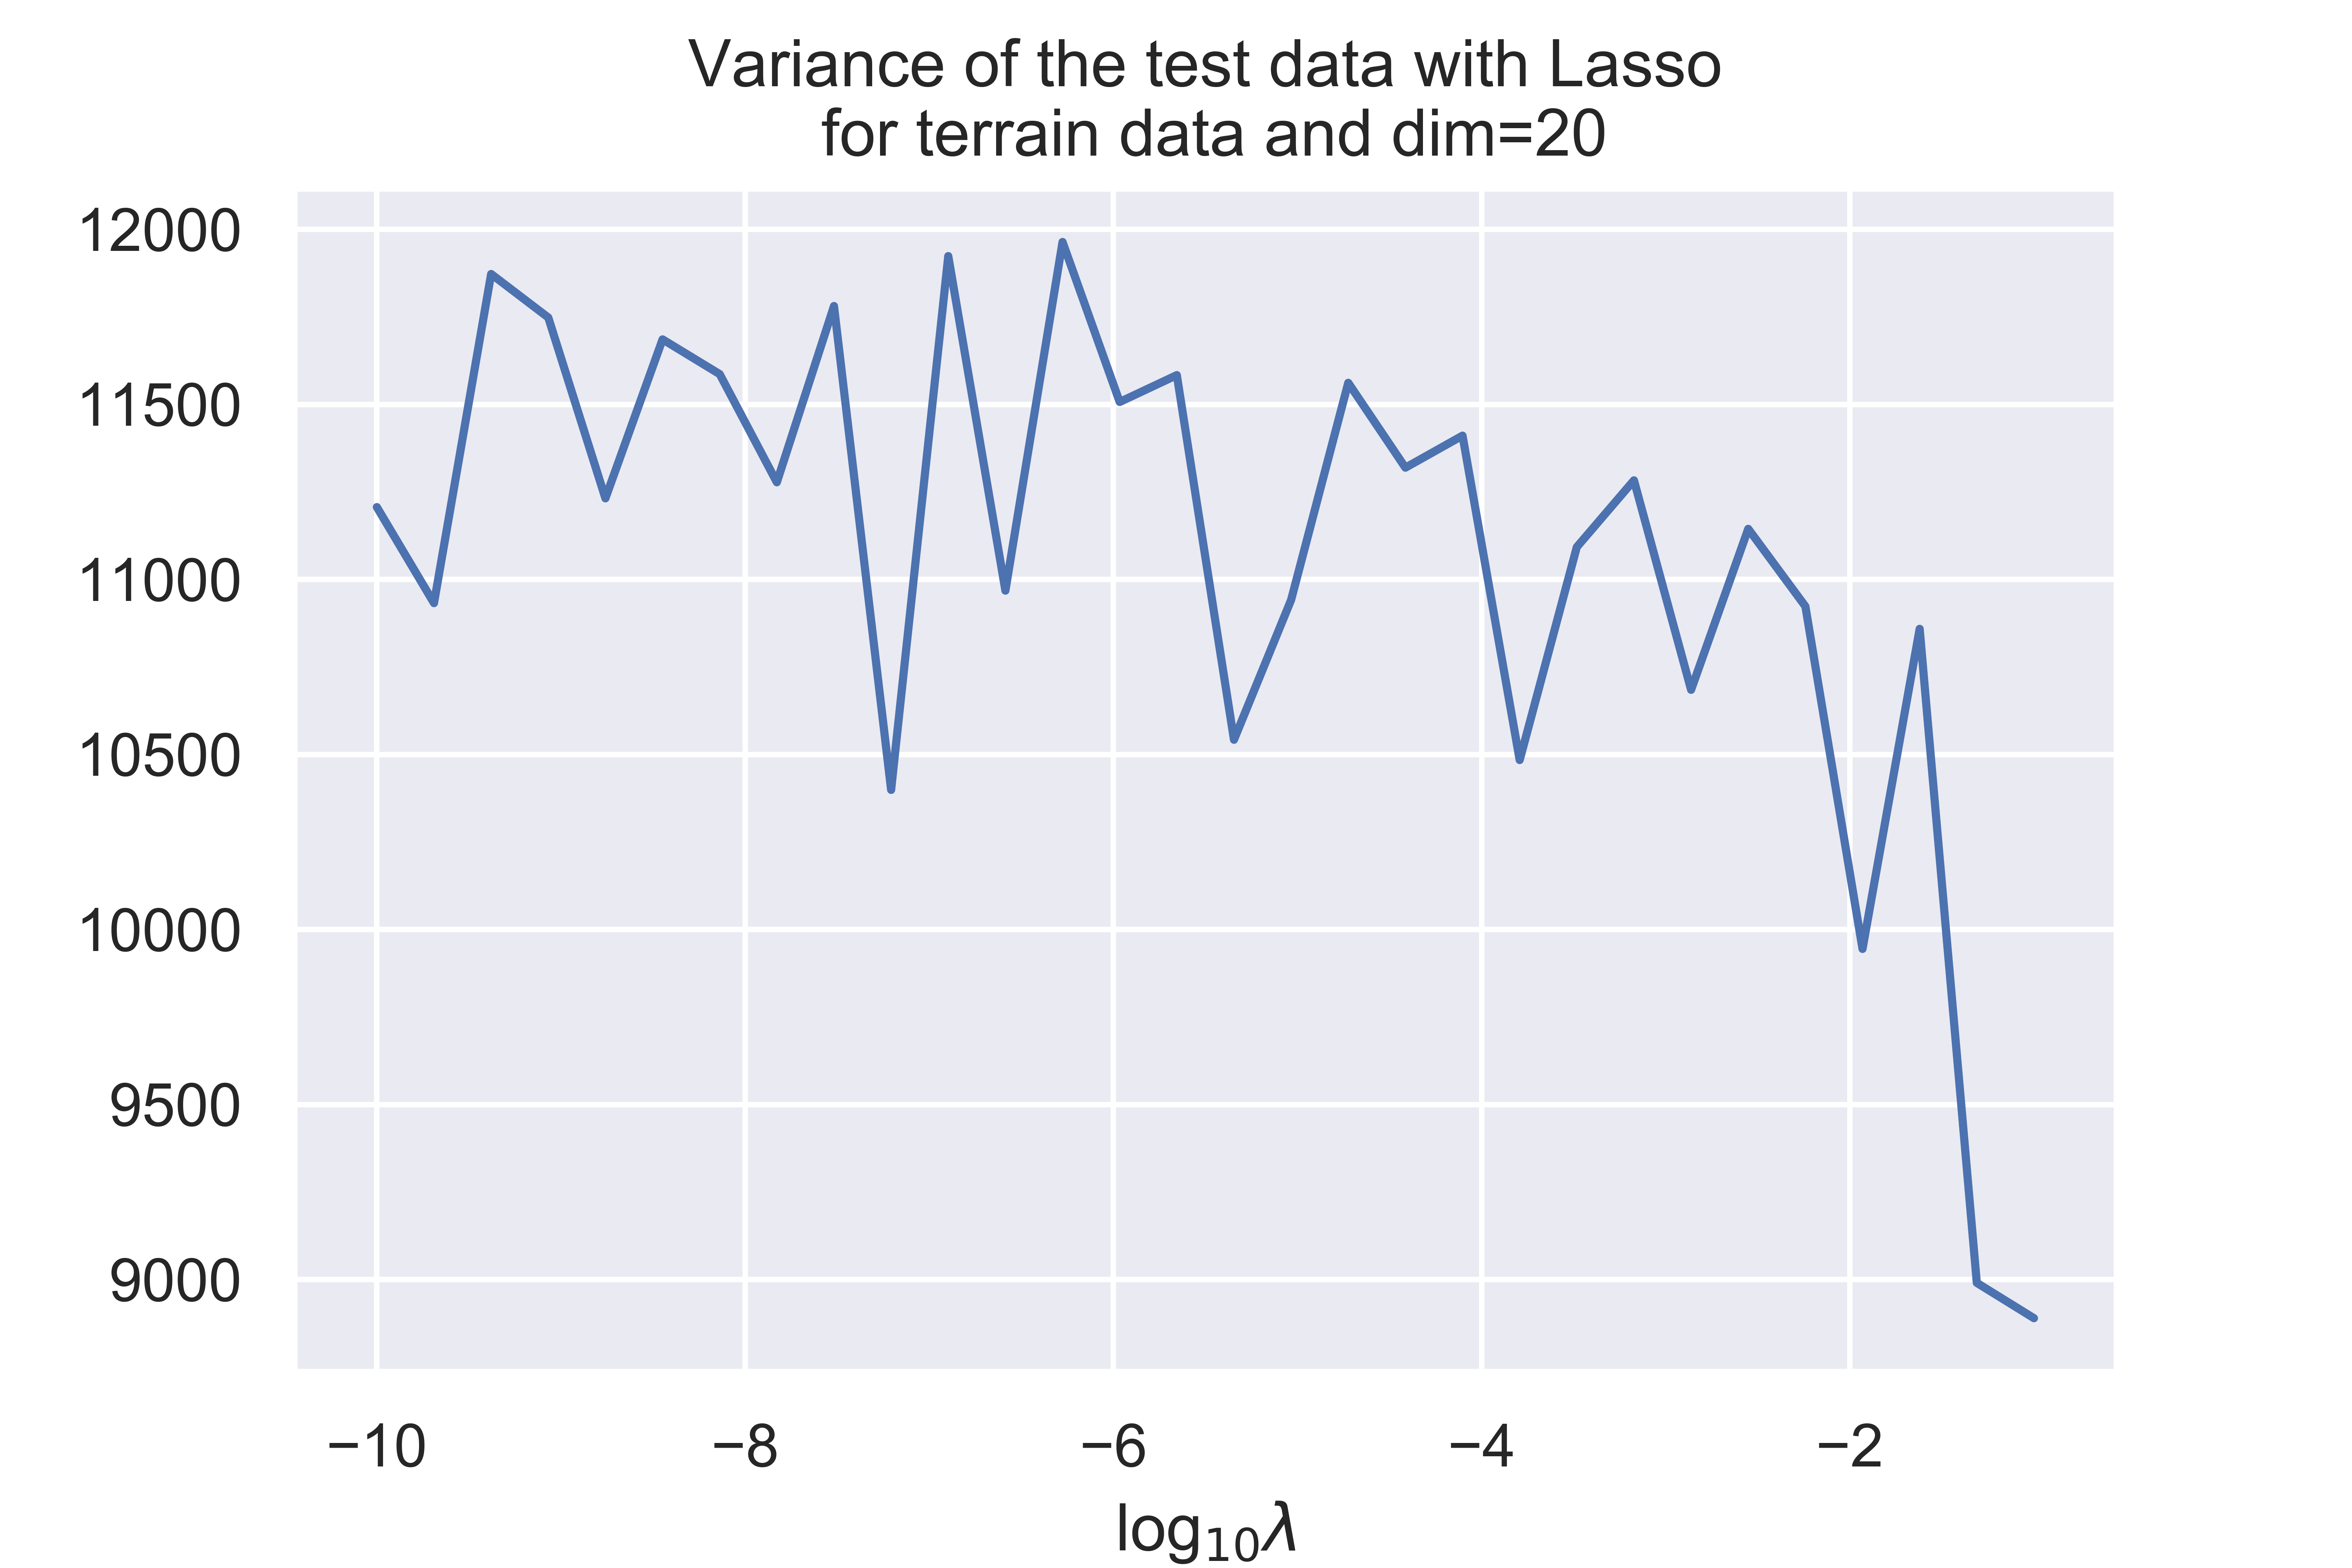 Variance of the test data with Lasso
for terrain data and dim=20
12000
11500
11000
10500
10000
9500
9000
−10 −8 −6 −4 −2
log₁₀λ